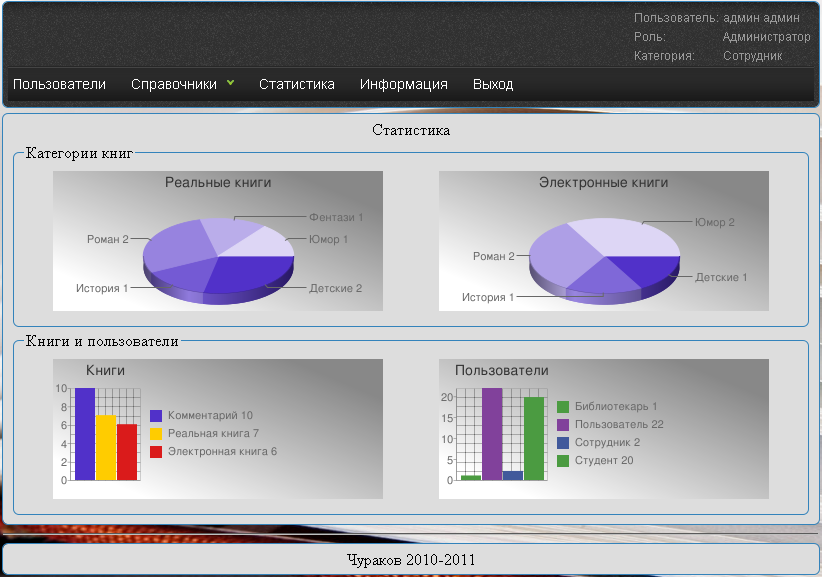 Пользователь: админ админ
Роль: Администратор
Категория: Сотрудник
Пользователи Справочники Статистика Информация Выход
Статистика
Категории книг
Реальные книги
Фентази 1
Роман 2
Юмор 1
История 1
Детские 2
Электронные книги
Юмор 2
Роман 2
Детские 1
История 1
Книги и пользователи
Книги
10
8
6
4
2
0
Комментарий 10
Реальная книга 7
Электронная книга 6
Пользователи
20
15
10
5
0
Библиотекарь 1
Пользователь 22
Сотрудник 2
Студент 20
Чураков 2010-2011